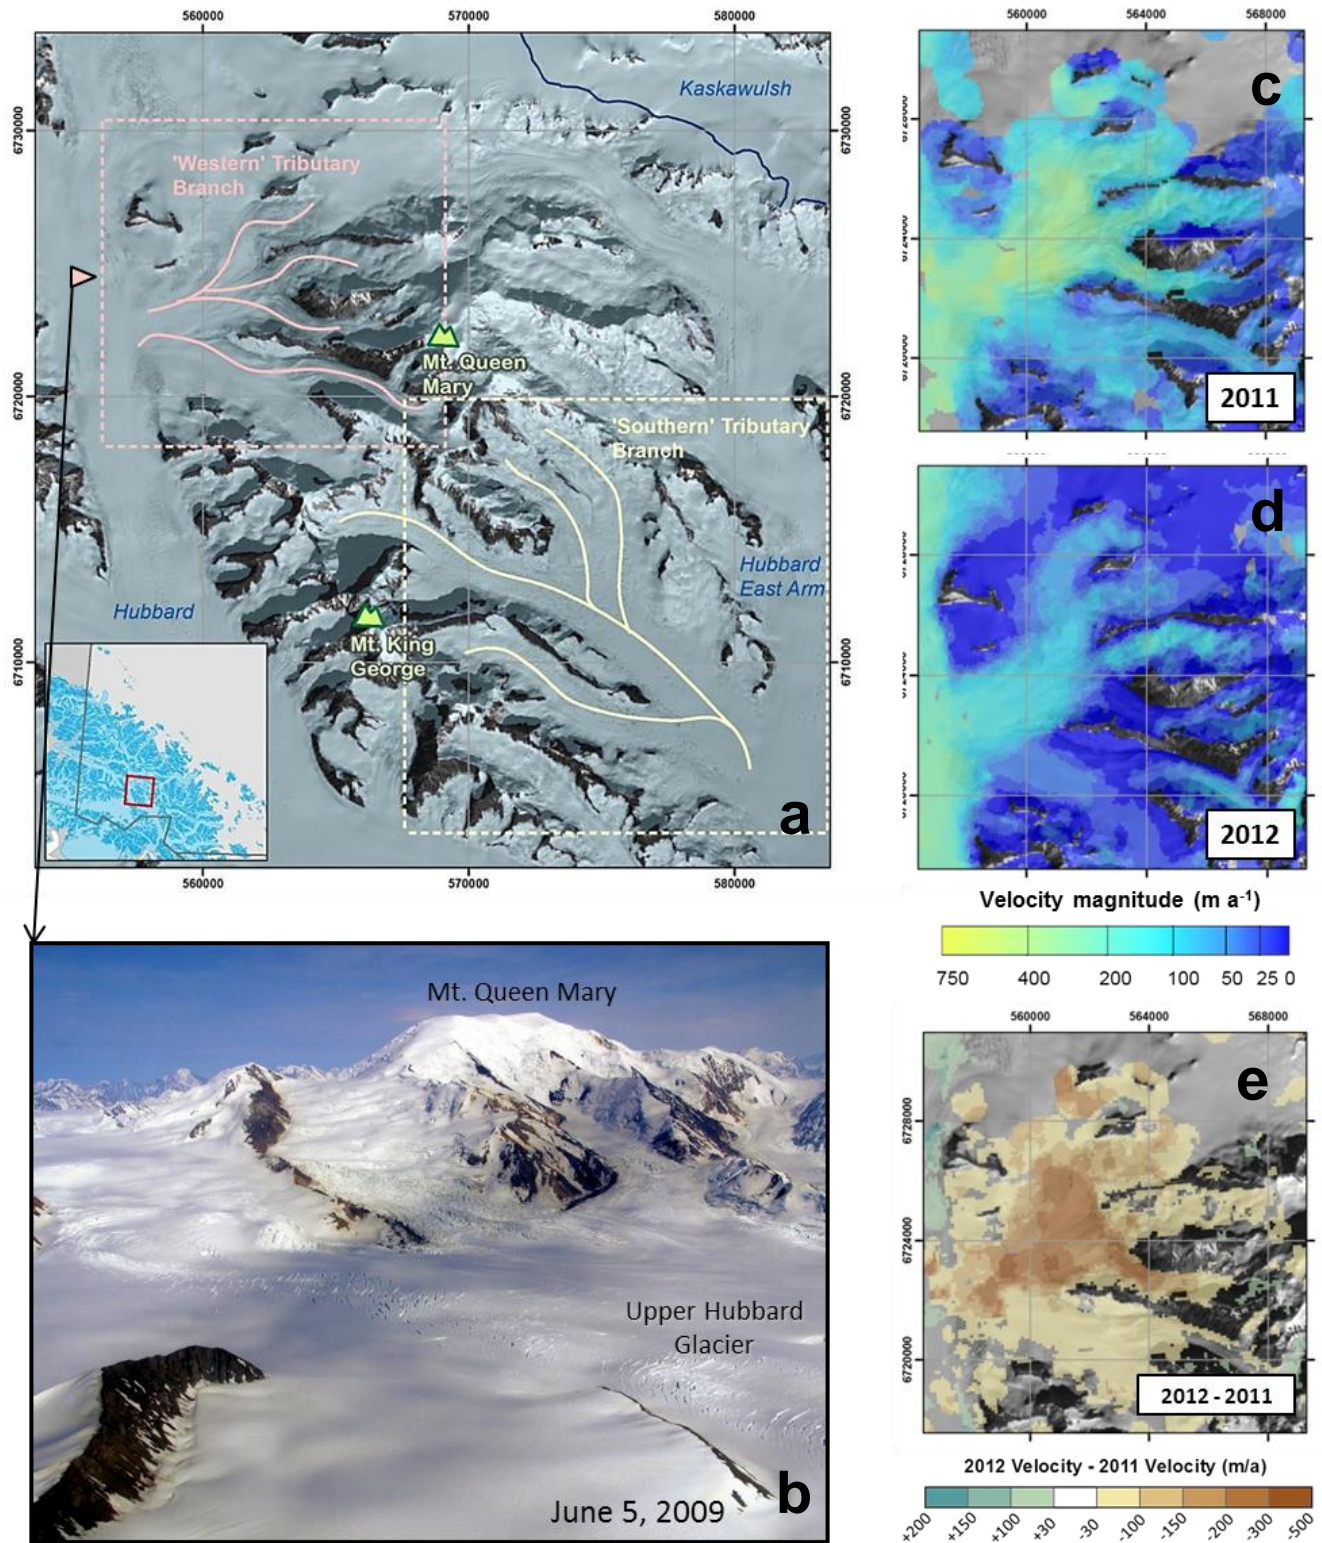 560000
570000
580000
6730000
6720000
6710000
6730000
6720000
6710000
Kaskawulsh
'Western' Tributary
Branch
Mt. Queen
Mary
'Southern' Tributary
Branch
Hubbard
East Arm
Hubbard
Mt. King
George
a
560000
570000
580000
Mt. Queen Mary
Upper Hubbard
Glacier
June 5, 2009
b
560000
564000
568000
c
2011
d
2012
Velocity magnitude (m a-1)
750
400
200
100
50
25
0
560000
564000
568000
6728000
6724000
6720000
e
2012 - 2011
2012 Velocity - 2011 Velocity (m/a)
+200
+150
+100
+30
-30
-100
-150
-200
-300
-500